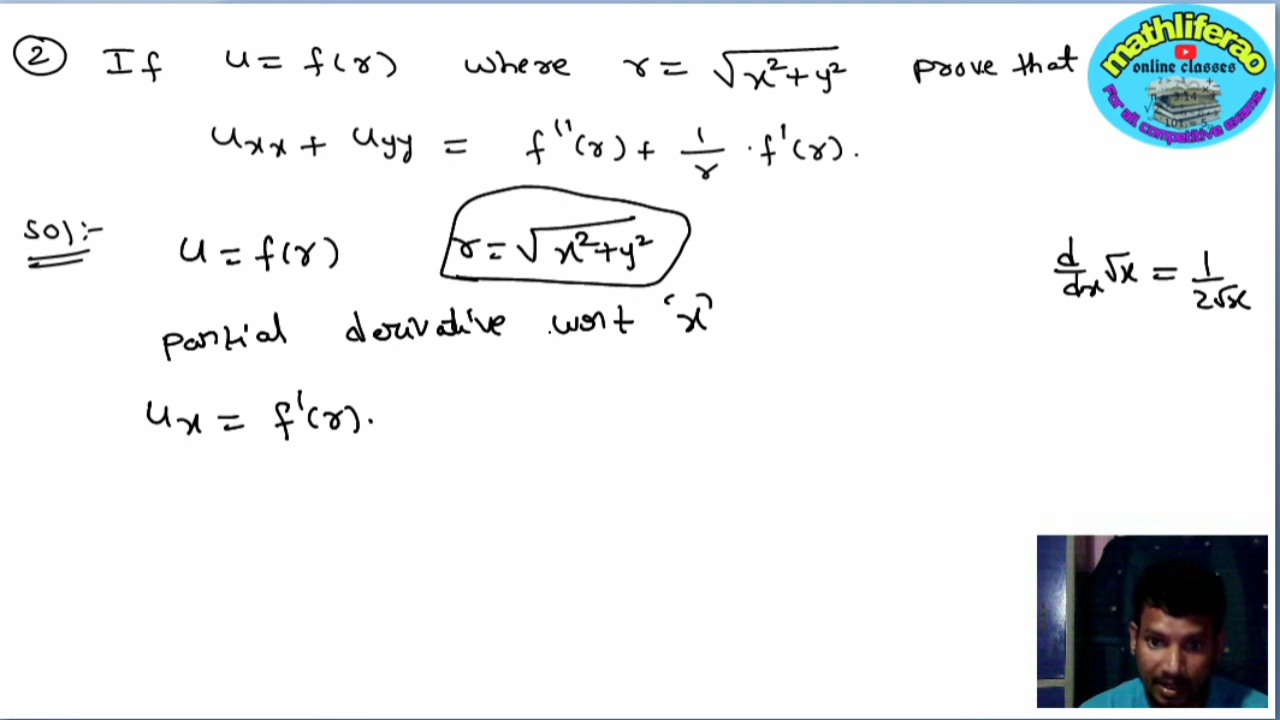 ② If u = f(r) where r = √(x²+y²) prove that
uxx + uyy = f''(r) + 1/r · f'(r).
Sol:-
u = f(r) r = √(x²+y²)
d/dx √x = 1/2√x
partial derivative w.r.t 'x'
ux = f'(r).
mathliferao
online classes
For all competitive exams.